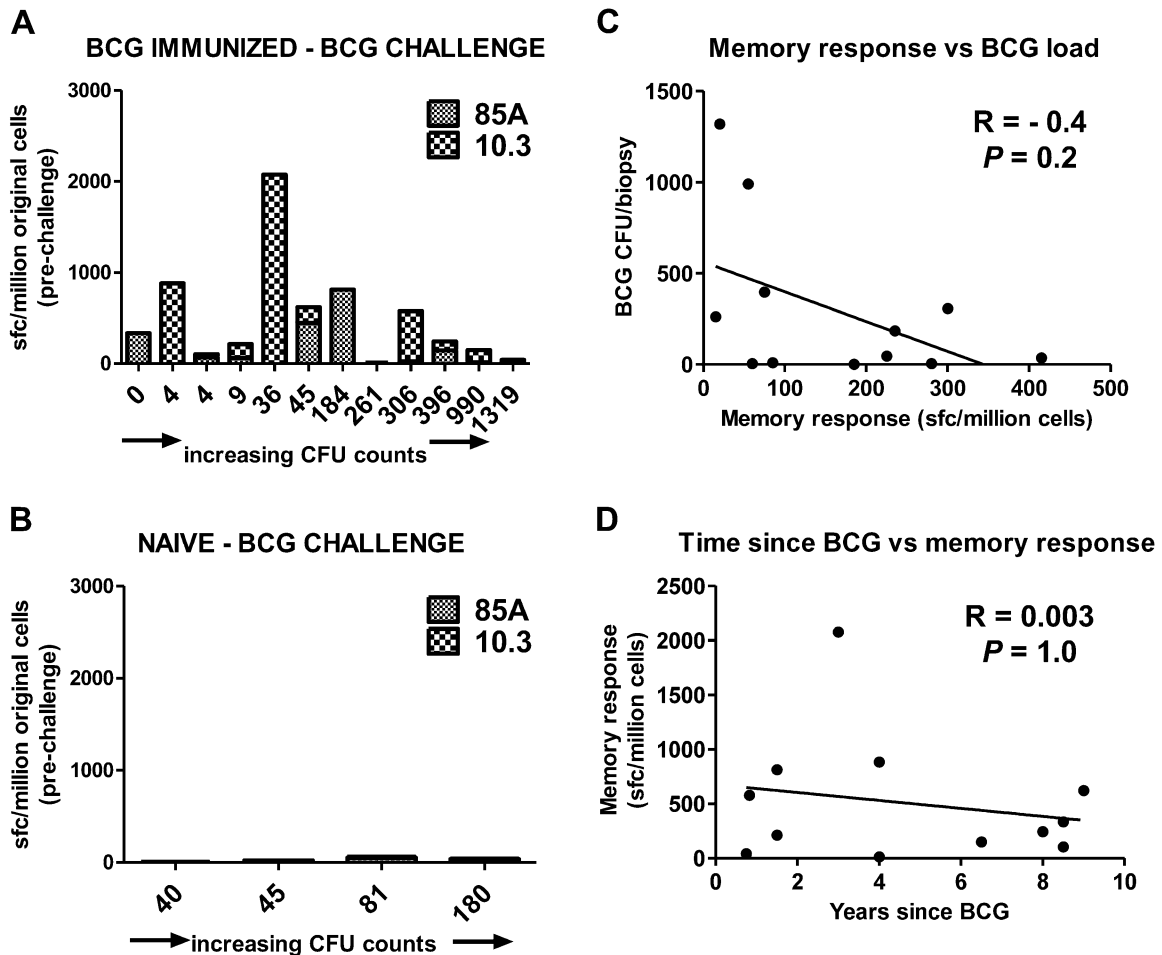 A
BCG IMMUNIZED - BCG CHALLENGE
3000
2000
1000
0
sfc/million original cells
(pre-challenge)
85A
10.3
0
4
4
9
36
45
184
261
306
396
990
1319
increasing CFU counts
B
NAIVE - BCG CHALLENGE
3000
2000
1000
0
sfc/million original cells
(pre-challenge)
85A
10.3
40
45
81
180
increasing CFU counts
C
Memory response vs BCG load
1500
1000
500
0
BCG CFU/biopsy
R = - 0.4
P = 0.2
0
100
200
300
400
500
Memory response (sfc/million cells)
D
Time since BCG vs memory response
2500
2000
1500
1000
500
0
Memory response
(sfc/million cells)
R = 0.003
P = 1.0
0
2
4
6
8
10
Years since BCG